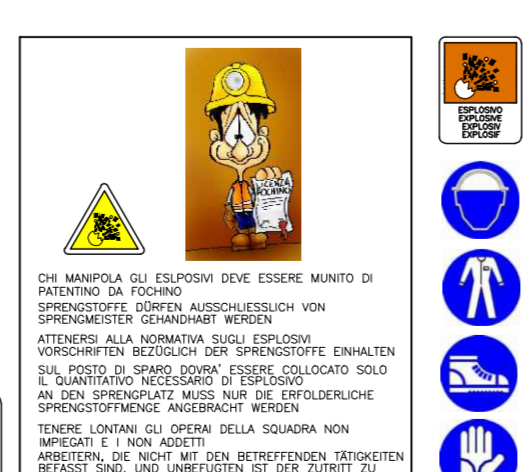 ESPLOSIVO
EXPLOSIVE
EXPLOSIV
EXPLOSIF
LICENZA
FOCHINO
CHI MANIPOLA GLI ESLPOSIVI DEVE ESSERE MUNITO DI
PATENTINO DA FOCHINO
SPRENGSTOFFE DÜRFEN AUSSCHLIESSLICH VON
SPRENGMEISTER GEHANDHABT WERDEN
ATTENERSI ALLA NORMATIVA SUGLI ESPLOSIVI
VORSCHRIFTEN BEZÜGLICH DER SPRENGSTOFFE EINHALTEN
SUL POSTO DI SPARO DOVRA' ESSERE COLLOCATO SOLO
IL QUANTITATIVO NECESSARIO DI ESPLOSIVO
AN DEN SPRENGPLATZ MUSS NUR DIE ERFORDERLICHE
SPRENGSTOFFMENGE ANGEBRACHT WERDEN
TENERE LONTANI GLI OPERAI DELLA SQUADRA NON
IMPIEGATI E I NON ADDETTI
ARBEITERN, DIE NICHT MIT DEN BETREFFENDEN TÄTIGKEITEN
BEFASST SIND, UND UNBEFUGTEN IST DER ZUTRITT ZU